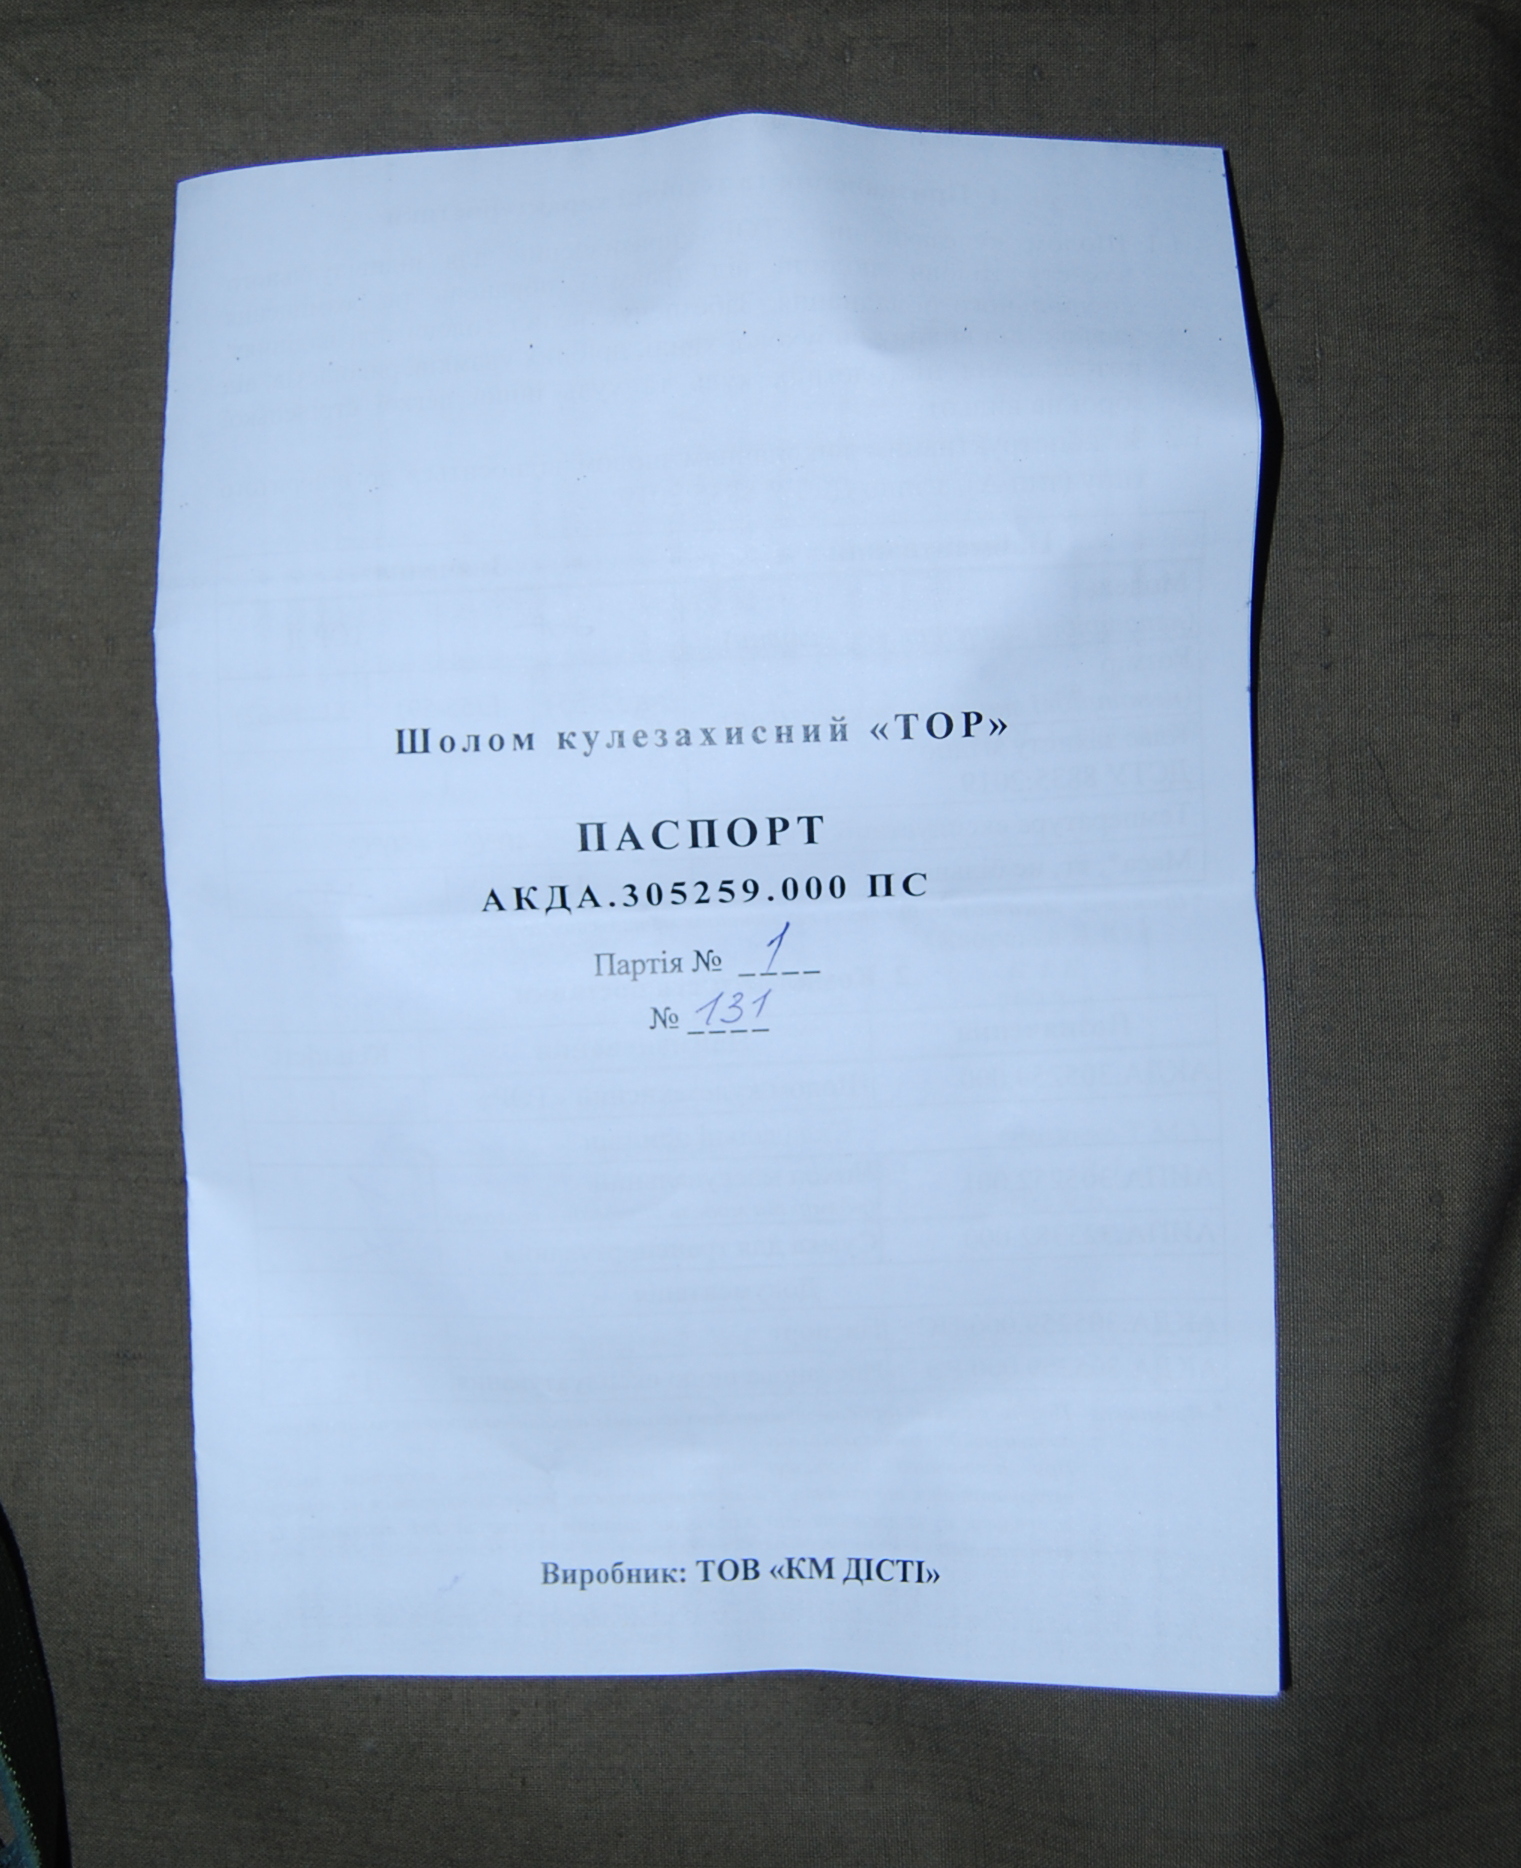 Шолом кулезахисний «ТОР»
ПАСПОРТ
АКДА.305259.000 ПС
Партія № 1
№ 131
Виробник: ТОВ «КМ ДІСТІ»